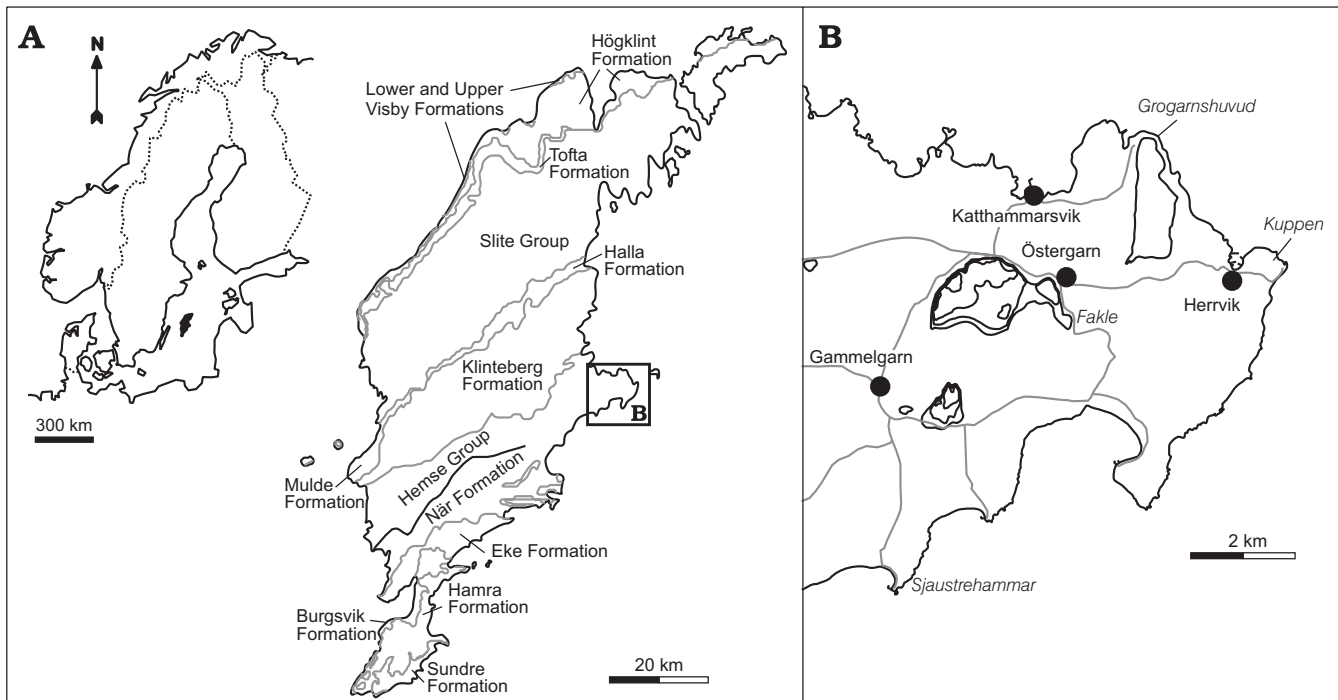 A
N
300 km
Högklint
Formation
Lower and Upper
Visby Formations
Tofta
Formation
Slite Group
Halla
Formation
Klinteberg
Formation
B
Hemse Group
När Formation
Mulde
Formation
Eke Formation
Hamra
Formation
Burgsvik
Formation
Sundre
Formation
20 km
B
Grogarnshuvud
Katthammarsvik
Kuppen
Östergarn
Herrvik
Fakle
Gammelgarn
2 km
Sjaustrehammar